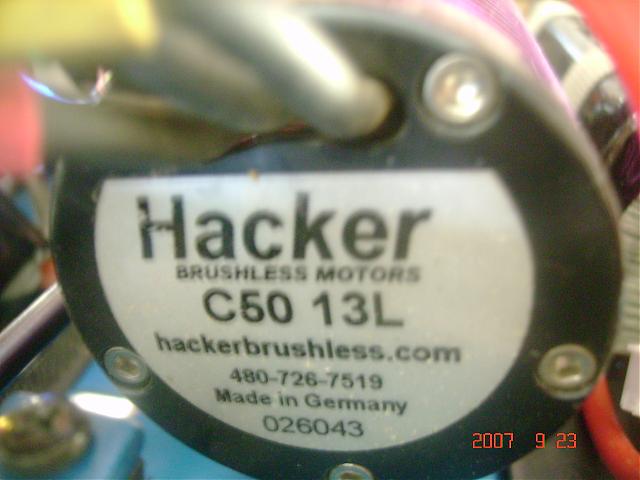 Hacker
BRUSHLESS MOTORS
C50 13L
hackerbrushless.com
480-726-7519
Made in Germany
026043
2007 9 23